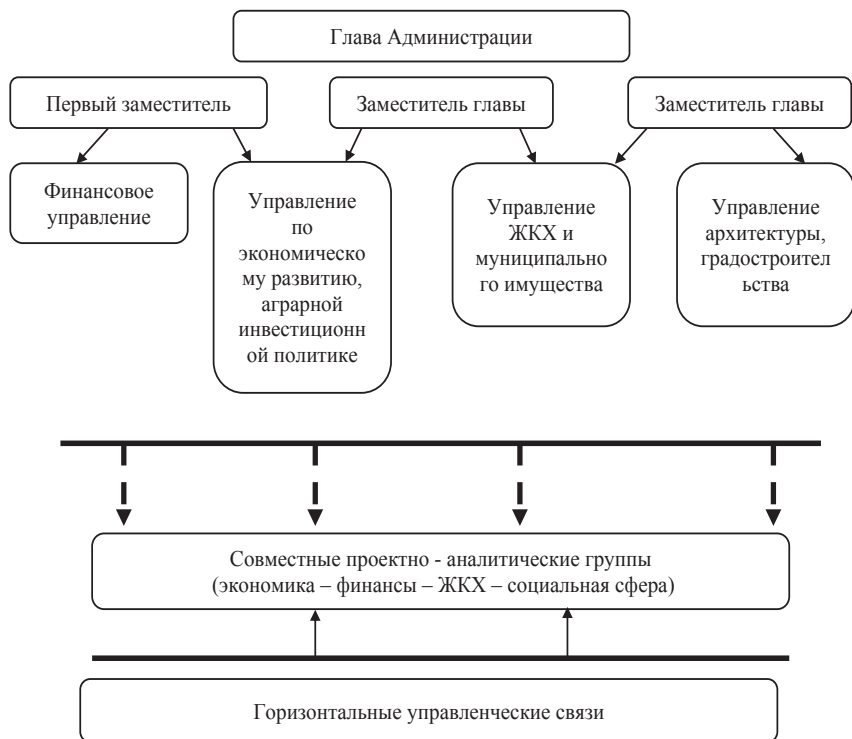 Глава Администрации
Первый заместитель
Заместитель главы
Заместитель главы
Финансовое
управление
Управление
по
экономическо
му развитию,
аграрной
инвестиционн
ой политике
Управление
ЖКХ и
муниципально
го имущества
Управление
архитектуры,
градостроител
ьства
Совместные проектно - аналитические группы
(экономика – финансы – ЖКХ – социальная сфера)
Горизонтальные управленческие связи